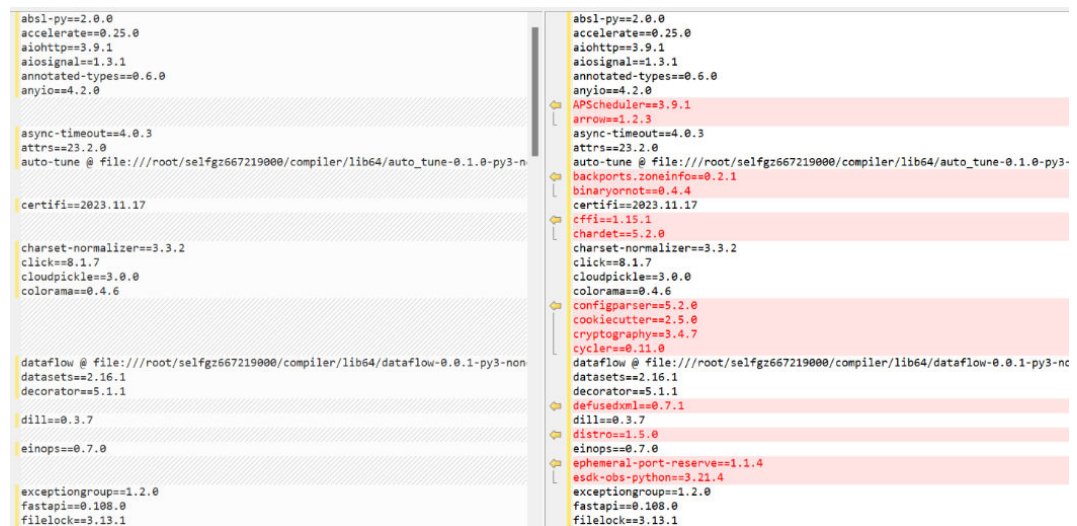 absl-py==2.0.0
accelerate==0.25.0
aiohttp==3.9.1
aiosignal==1.3.1
annotated-types==0.6.0
anyio==4.2.0
async-timeout==4.0.3
attrs==23.2.0
auto-tune @ file:///root/selfgz667219000/compiler/lib64/auto_tune-0.1.0-py3-n
certifi==2023.11.17
charset-normalizer==3.3.2
click==8.1.7
cloudpickle==3.0.0
colorama==0.4.6
dataflow @ file:///root/selfgz667219000/compiler/lib64/dataflow-0.0.1-py3-non
datasets==2.16.1
decorator==5.1.1
dill==0.3.7
einops==0.7.0
exceptiongroup==1.2.0
fastapi==0.108.0
filelock==3.13.1
absl-py==2.0.0
accelerate==0.25.0
aiohttp==3.9.1
aiosignal==1.3.1
annotated-types==0.6.0
anyio==4.2.0
APScheduler==3.9.1
arrow==1.2.3
async-timeout==4.0.3
attrs==23.2.0
auto-tune @ file:///root/selfgz667219000/compiler/lib64/auto_tune-0.1.0-py3-
backports.zoneinfo==0.2.1
binaryornot==0.4.4
certifi==2023.11.17
cffi==1.15.1
chardet==5.2.0
charset-normalizer==3.3.2
click==8.1.7
cloudpickle==3.0.0
colorama==0.4.6
configparser==5.2.0
cookiecutter==2.5.0
cryptography==3.4.7
cycler==0.11.0
dataflow @ file:///root/selfgz667219000/compiler/lib64/dataflow-0.0.1-py3-no
datasets==2.16.1
decorator==5.1.1
defusedxml==0.7.1
dill==0.3.7
distro==1.5.0
einops==0.7.0
ephemeral-port-reserve==1.1.4
esdk-obs-python==3.21.4
exceptiongroup==1.2.0
fastapi==0.108.0
filelock==3.13.1